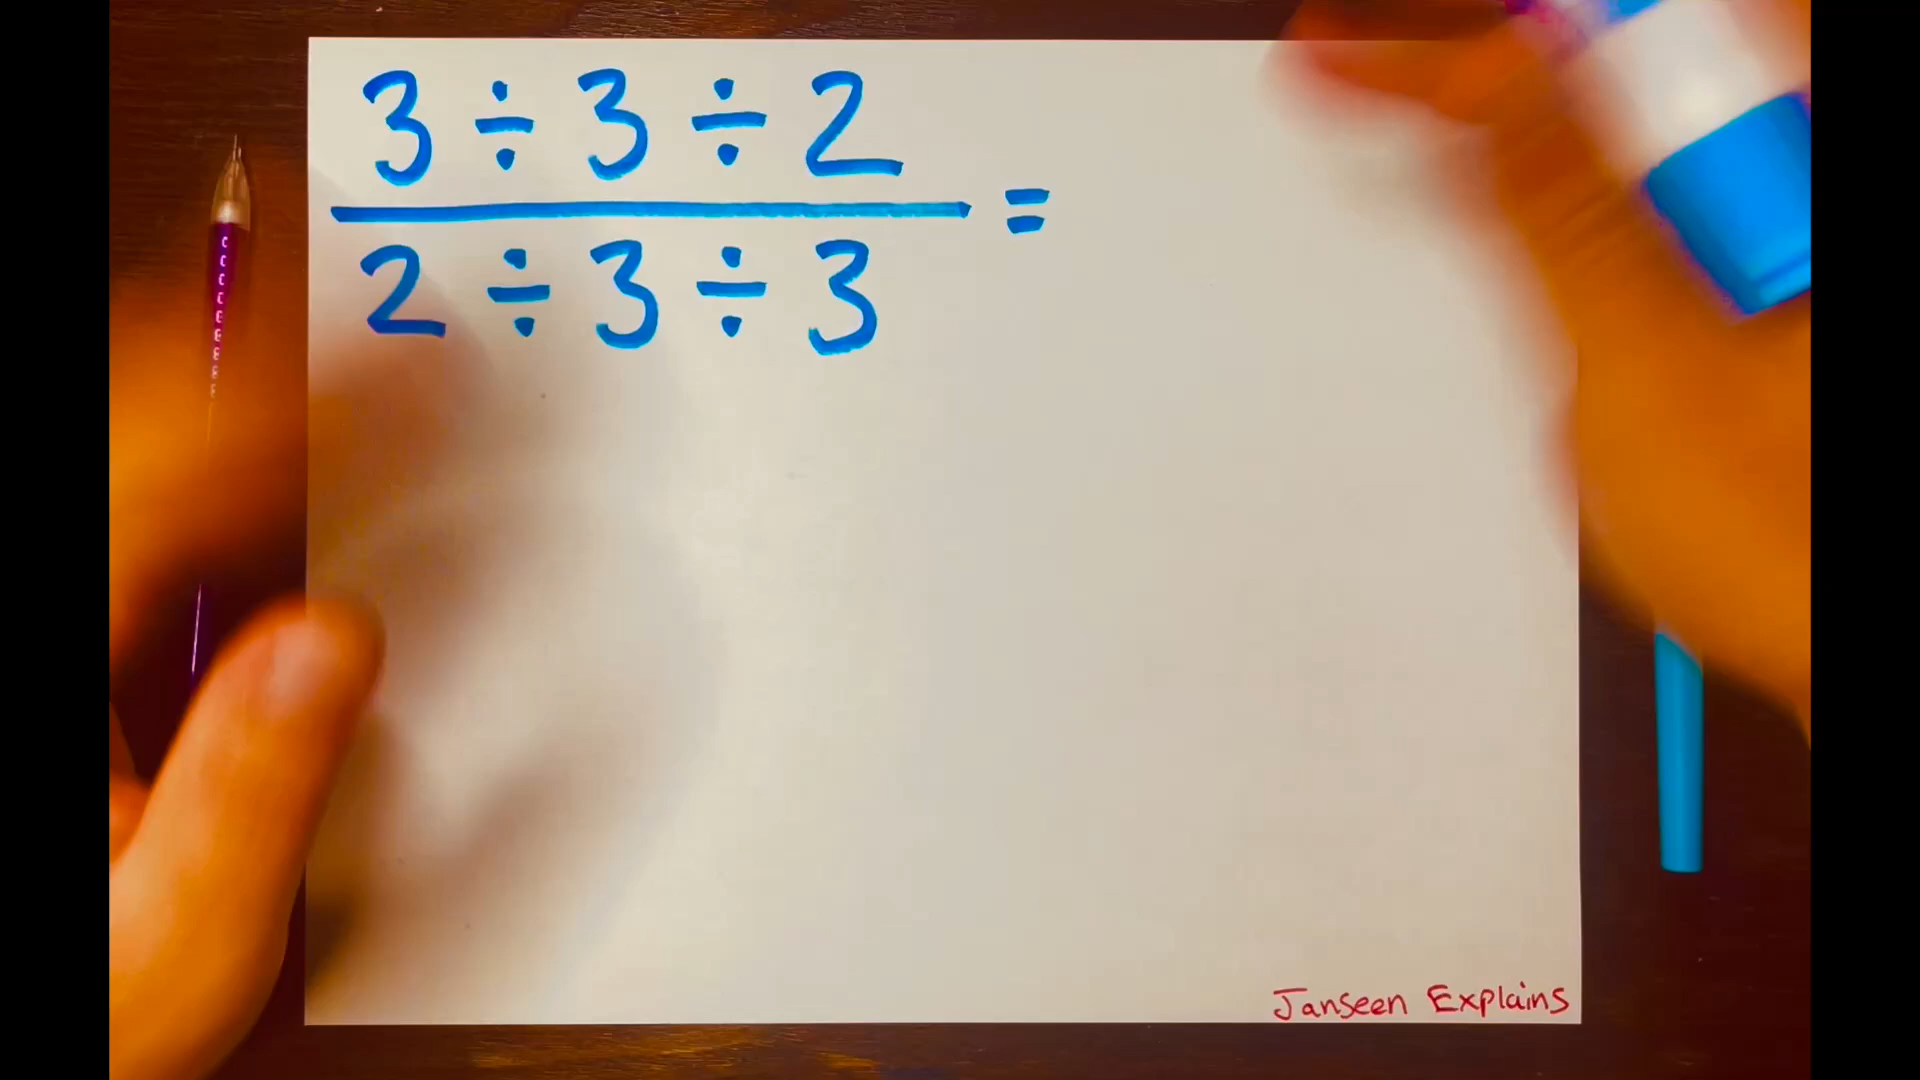 3 ÷ 3 ÷ 2
=
2 ÷ 3 ÷ 3
Janseen Explains